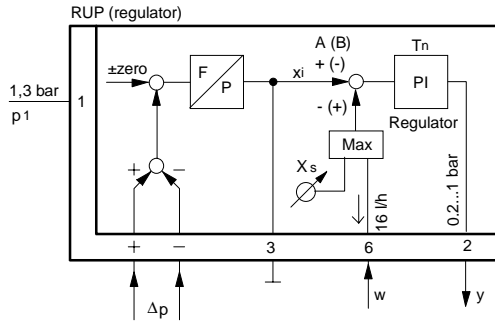 RUP (regulator)
±zero
F
P
xi
A (B)
+ (-)
- (+)
Tn
PI
Regulator
1,3 bar
p1
1
Max
Xs
16 l/h
0.2...1 bar
+
−
+
−
3
6
2
Δp
w
y